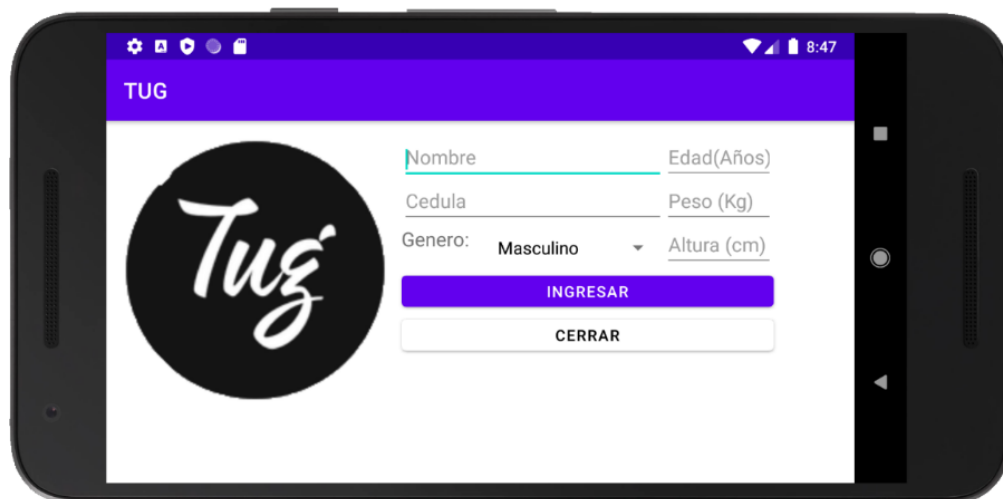 8:47
TUG
Tug
Nombre
Edad(Años)
Cedula
Peso (Kg)
Genero:
Masculino
Altura (cm)
INGRESAR
CERRAR